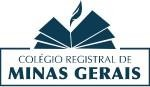 COLÉGIO REGISTRAL DE
MINAS GERAIS